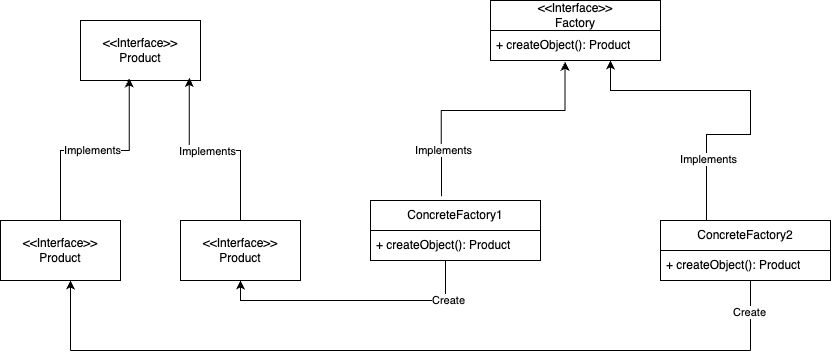 <<Interface>>
Factory
+ createObject(): Product
<<Interface>>
Product
Implements
Implements
Implements
Implements
ConcreteFactory1
+ createObject(): Product
<<Interface>>
Product
<<Interface>>
Product
ConcreteFactory2
+ createObject(): Product
Create
Create